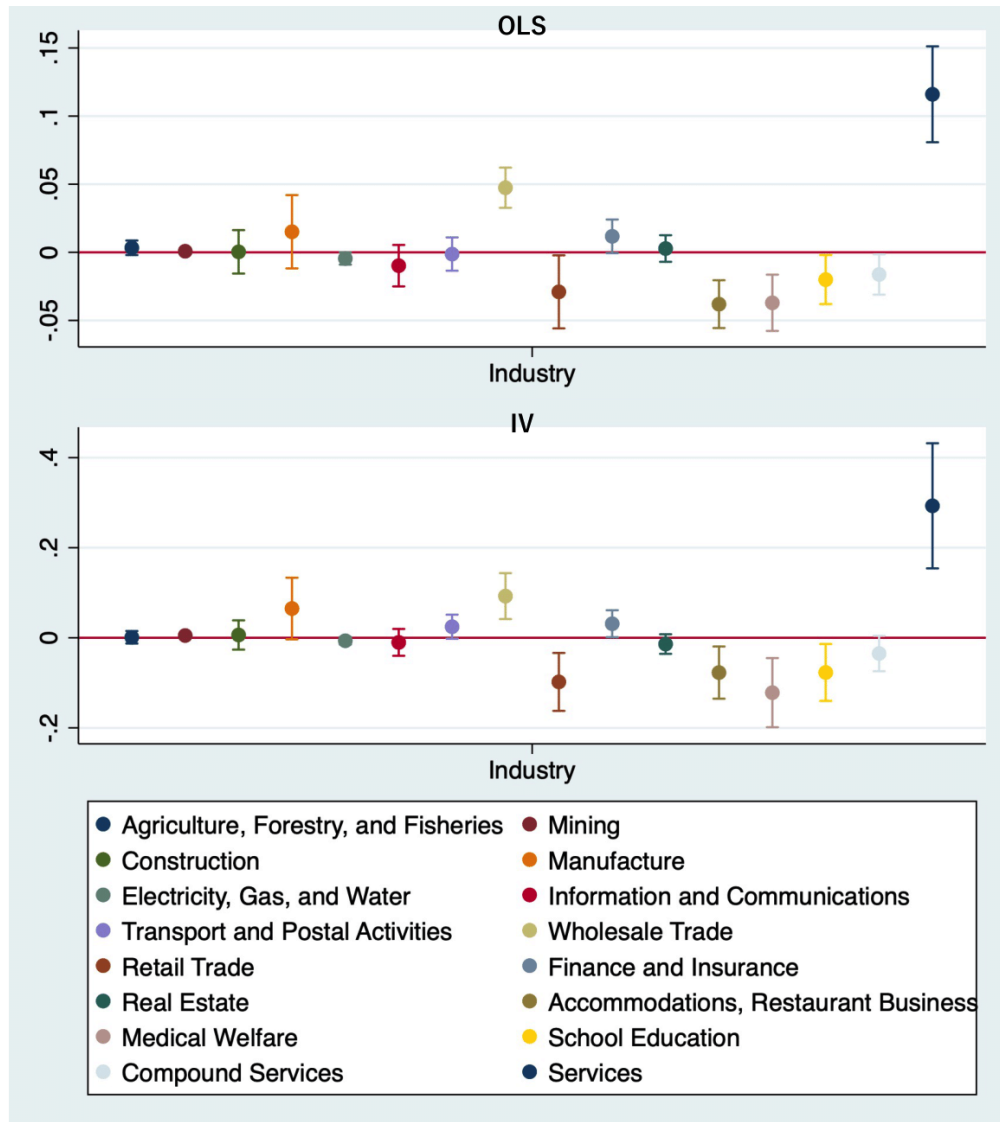 OLS
.15
.1
.05
0
-.05
Industry
IV
.4
.2
0
-.2
Industry
Agriculture, Forestry, and Fisheries Mining
Construction Manufacture
Electricity, Gas, and Water Information and Communications
Transport and Postal Activities Wholesale Trade
Retail Trade Finance and Insurance
Real Estate Accommodations, Restaurant Business
Medical Welfare School Education
Compound Services Services